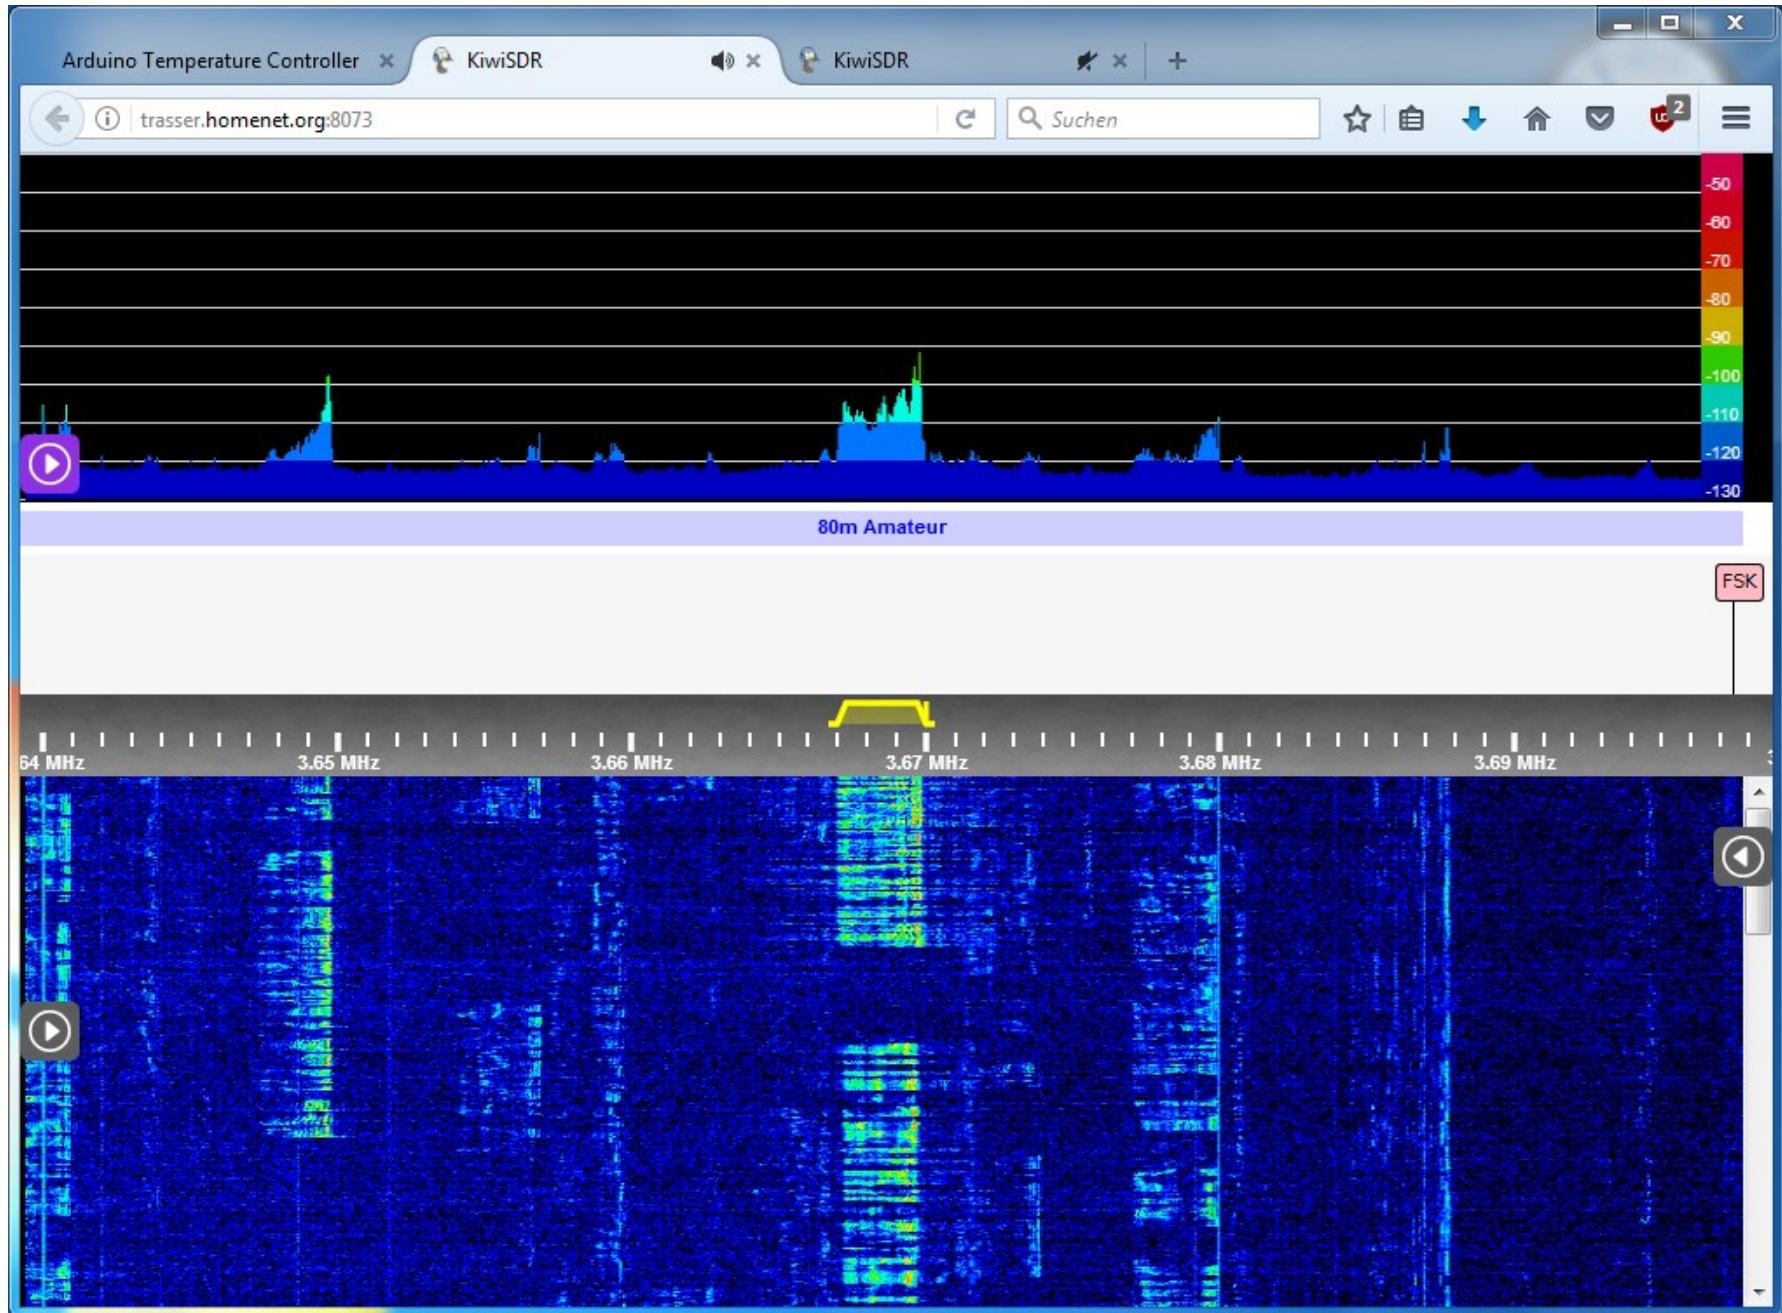 Arduino Temperature Controller KiwiSDR KiwiSDR
trasser.homenet.org:8073 Suchen 2
-50
-60
-70
-80
-90
-100
-110
-120
-130
80m Amateur
FSK
64 MHz 3.65 MHz 3.66 MHz 3.67 MHz 3.68 MHz 3.69 MHz